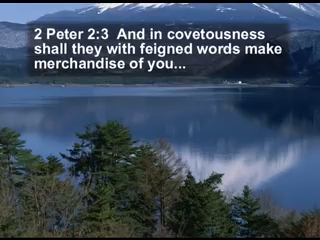 2 Peter 2:3  And in covetousness
shall they with feigned words make
merchandise of you...